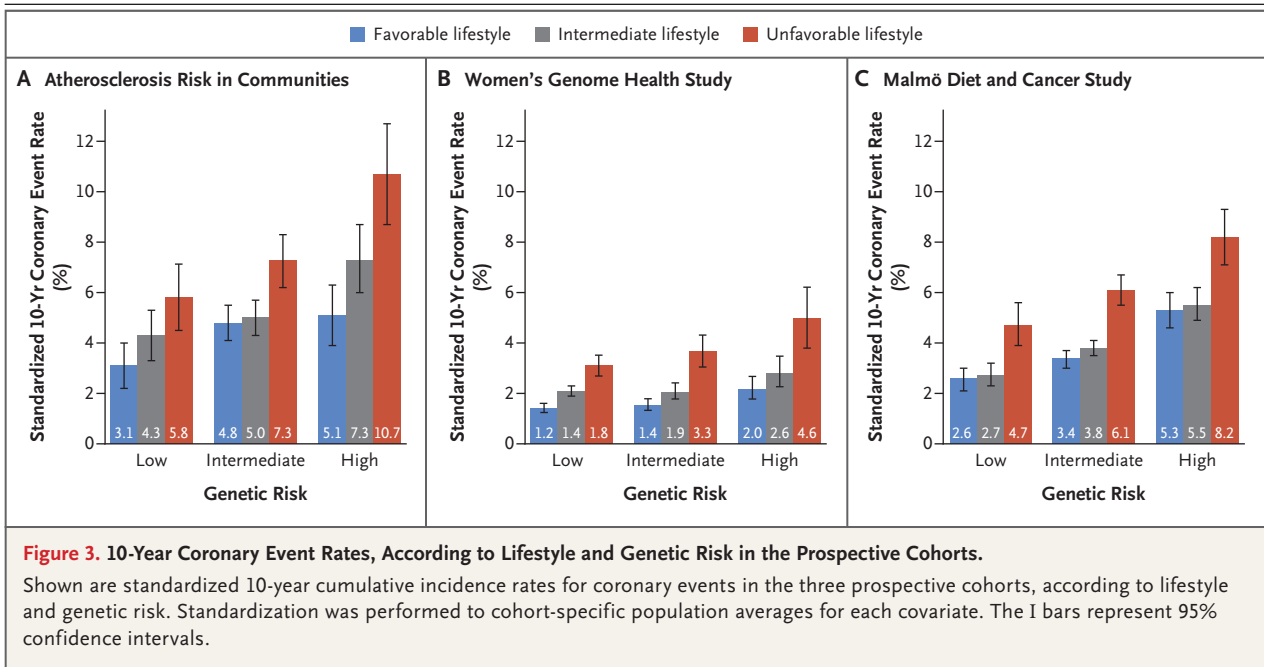 Favorable lifestyle Intermediate lifestyle Unfavorable lifestyle
A Atherosclerosis Risk in Communities
Standardized 10-Yr Coronary Event Rate
(%)
12
10
8
6
4
2
0
3.1 4.3 5.8 4.8 5.0 7.3 5.1 7.3 10.7
Low Intermediate High
Genetic Risk
B Women's Genome Health Study
Standardized 10-Yr Coronary Event Rate
(%)
12
10
8
6
4
2
0
1.2 1.4 1.8 1.4 1.9 3.3 2.0 2.6 4.6
Low Intermediate High
Genetic Risk
C Malmö Diet and Cancer Study
Standardized 10-Yr Coronary Event Rate
(%)
12
10
8
6
4
2
0
2.6 2.7 4.7 3.4 3.8 6.1 5.3 5.5 8.2
Low Intermediate High
Genetic Risk
Figure 3. 10-Year Coronary Event Rates, According to Lifestyle and Genetic Risk in the Prospective Cohorts.
Shown are standardized 10-year cumulative incidence rates for coronary events in the three prospective cohorts, according to lifestyle
and genetic risk. Standardization was performed to cohort-specific population averages for each covariate. The I bars represent 95%
confidence intervals.